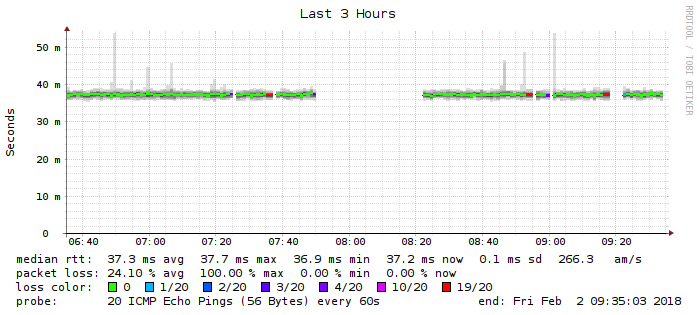 Last 3 Hours
RRDTOOL / TOBI OETIKER
Seconds
50 m
40 m
30 m
20 m
10 m
0
06:40 07:00 07:20 07:40 08:00 08:20 08:40 09:00 09:20
median rtt: 37.3 ms avg 37.7 ms max 36.9 ms min 37.2 ms now 0.1 ms sd 266.3 am/s
packet loss: 24.10 % avg 100.00 % max 0.00 % min 0.00 % now
loss color: 0 1/20 2/20 3/20 4/20 10/20 19/20
probe: 20 ICMP Echo Pings (56 Bytes) every 60s end: Fri Feb 2 09:35:03 2018